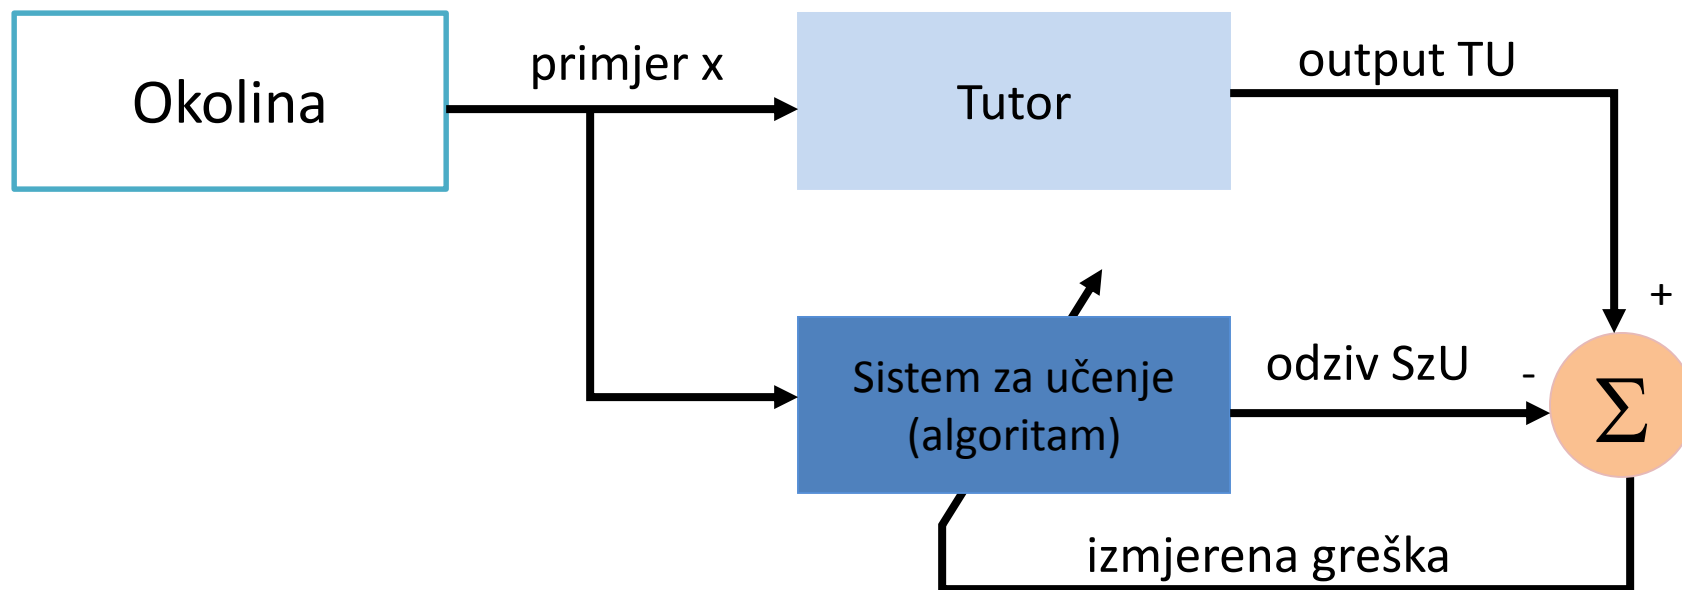 Okolina
primjer x
Tutor
output TU
+
Sistem za učenje
(algoritam)
odziv SzU
-
Σ
izmjerena greška